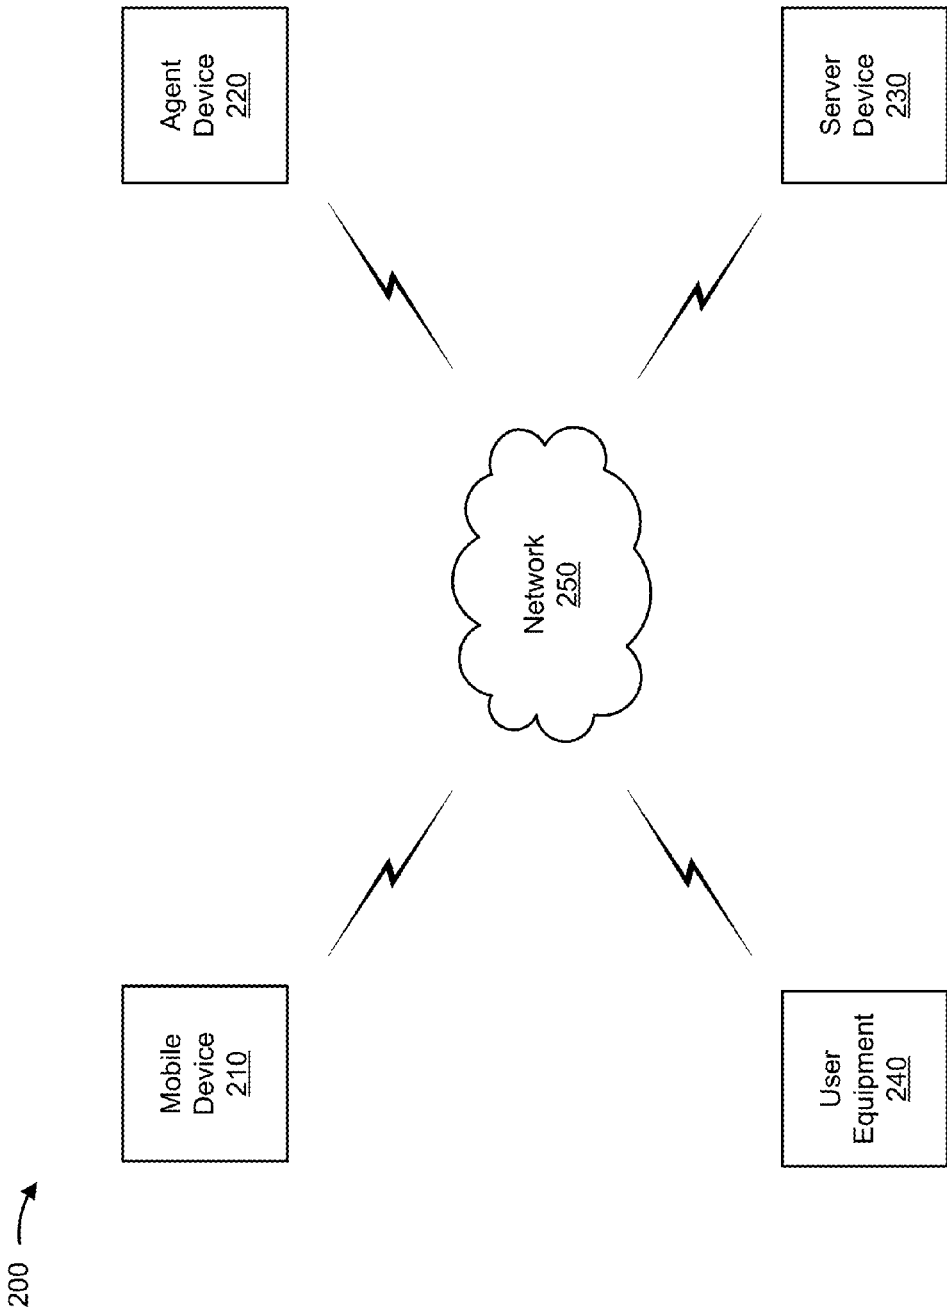 200
Mobile
Device
210
Agent
Device
220
Network
250
User
Equipment
240
Server
Device
230